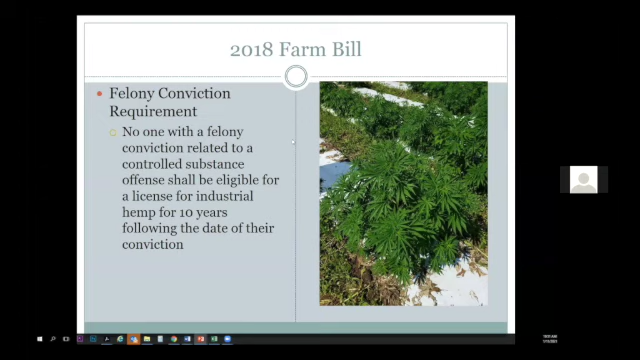 2018 Farm Bill
Felony Conviction
Requirement
No one with a felony
conviction related to a
controlled substance
offense shall be eligible for
a license for industrial
hemp for 10 years
following the date of their
conviction